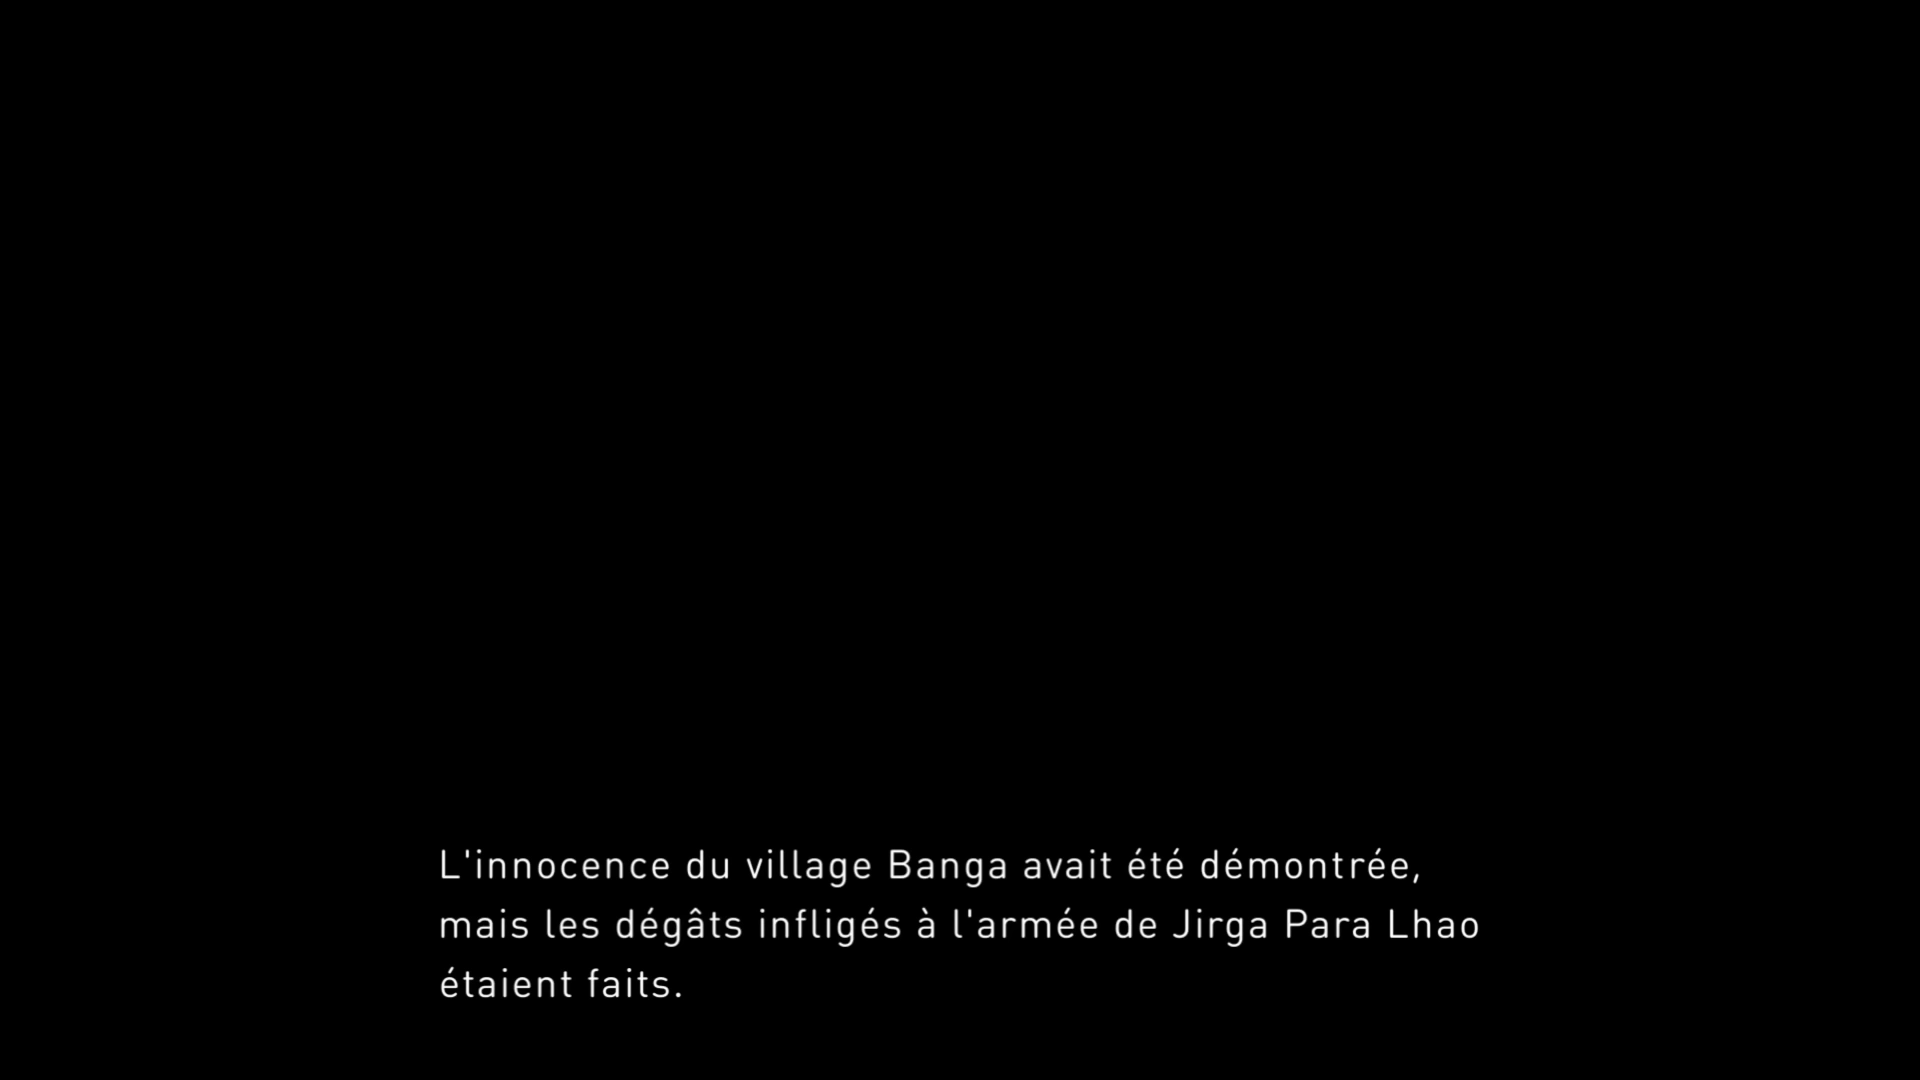 L'innocence du village Banga avait été démontrée,
mais les dégâts infligés à l'armée de Jirga Para Lhao
étaient faits.